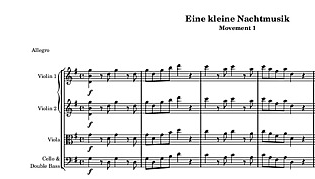 Eine kleine Nachtmusik
Movement 1
Allegro
Violin 1
f
Violin 2
f
Viola
f
Cello &
Double Bass
f